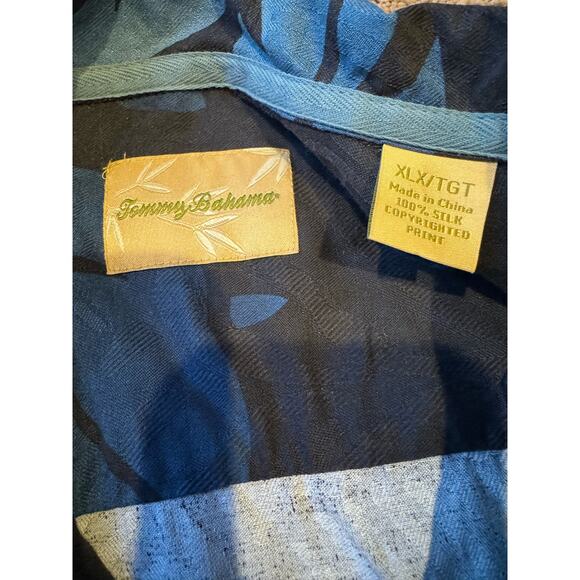 Tommy Bahama®
XLX/TGT
Made in China
100% SILK
COPYRIGHTED
PRINT